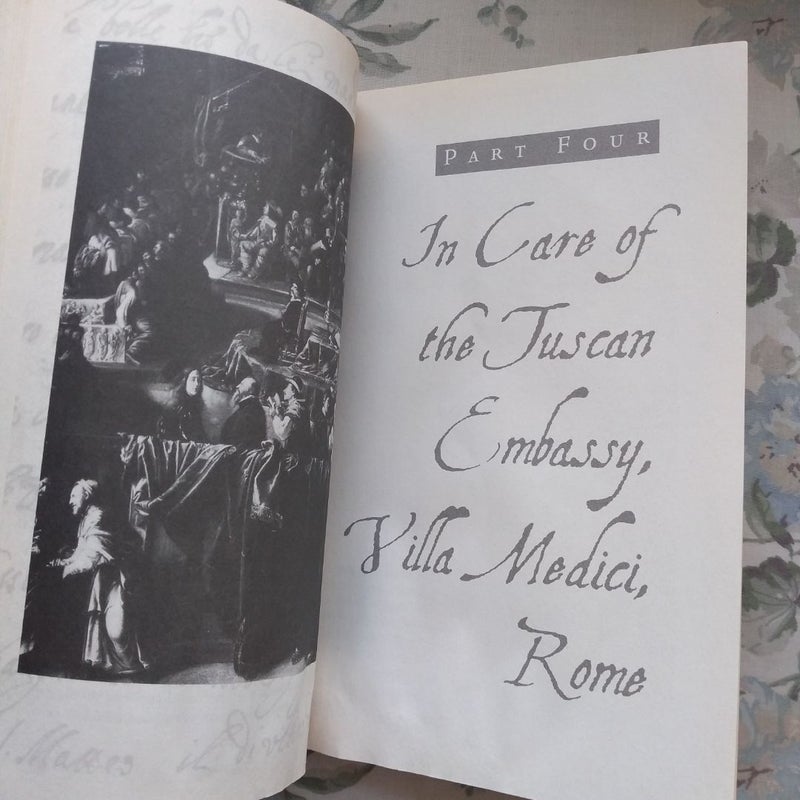 PART FOUR
In Care of
the Tuscan
Embassy,
Villa Medici,
Rome